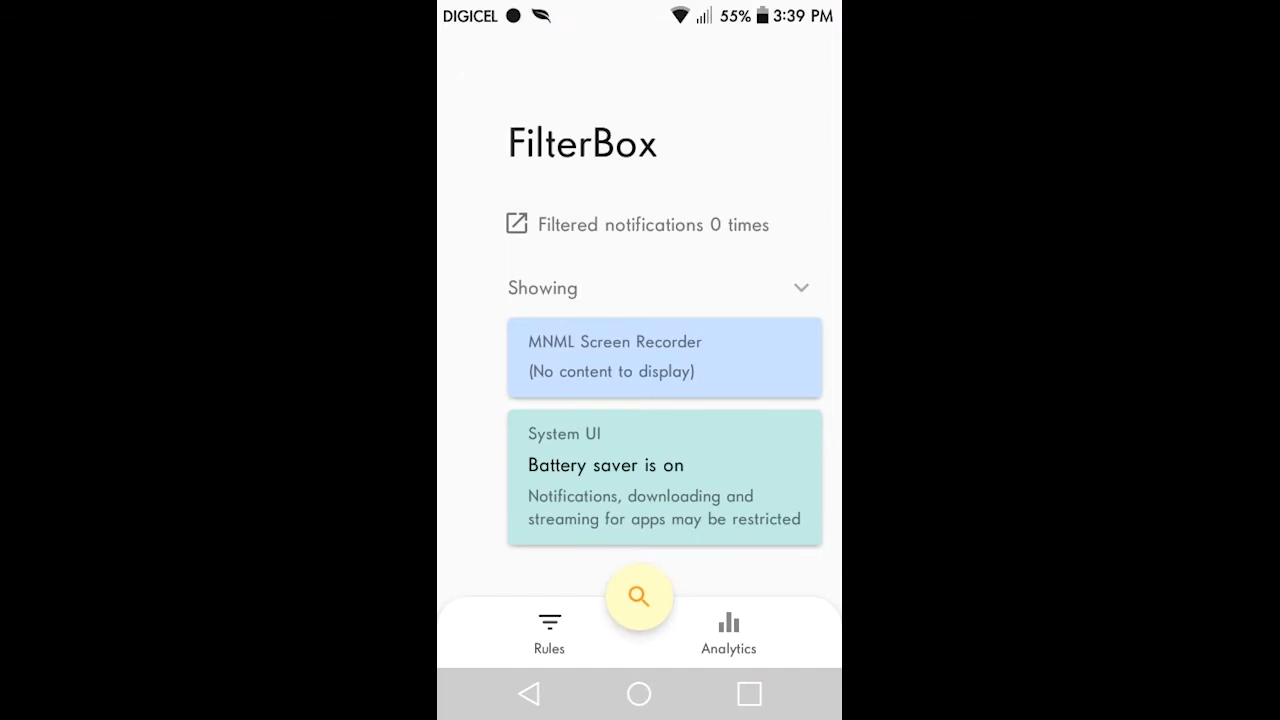 DIGICEL 55% 3:39 PM
FilterBox
Filtered notifications 0 times
Showing
MNML Screen Recorder
(No content to display)
System UI
Battery saver is on
Notifications, downloading and
streaming for apps may be restricted
Rules Analytics